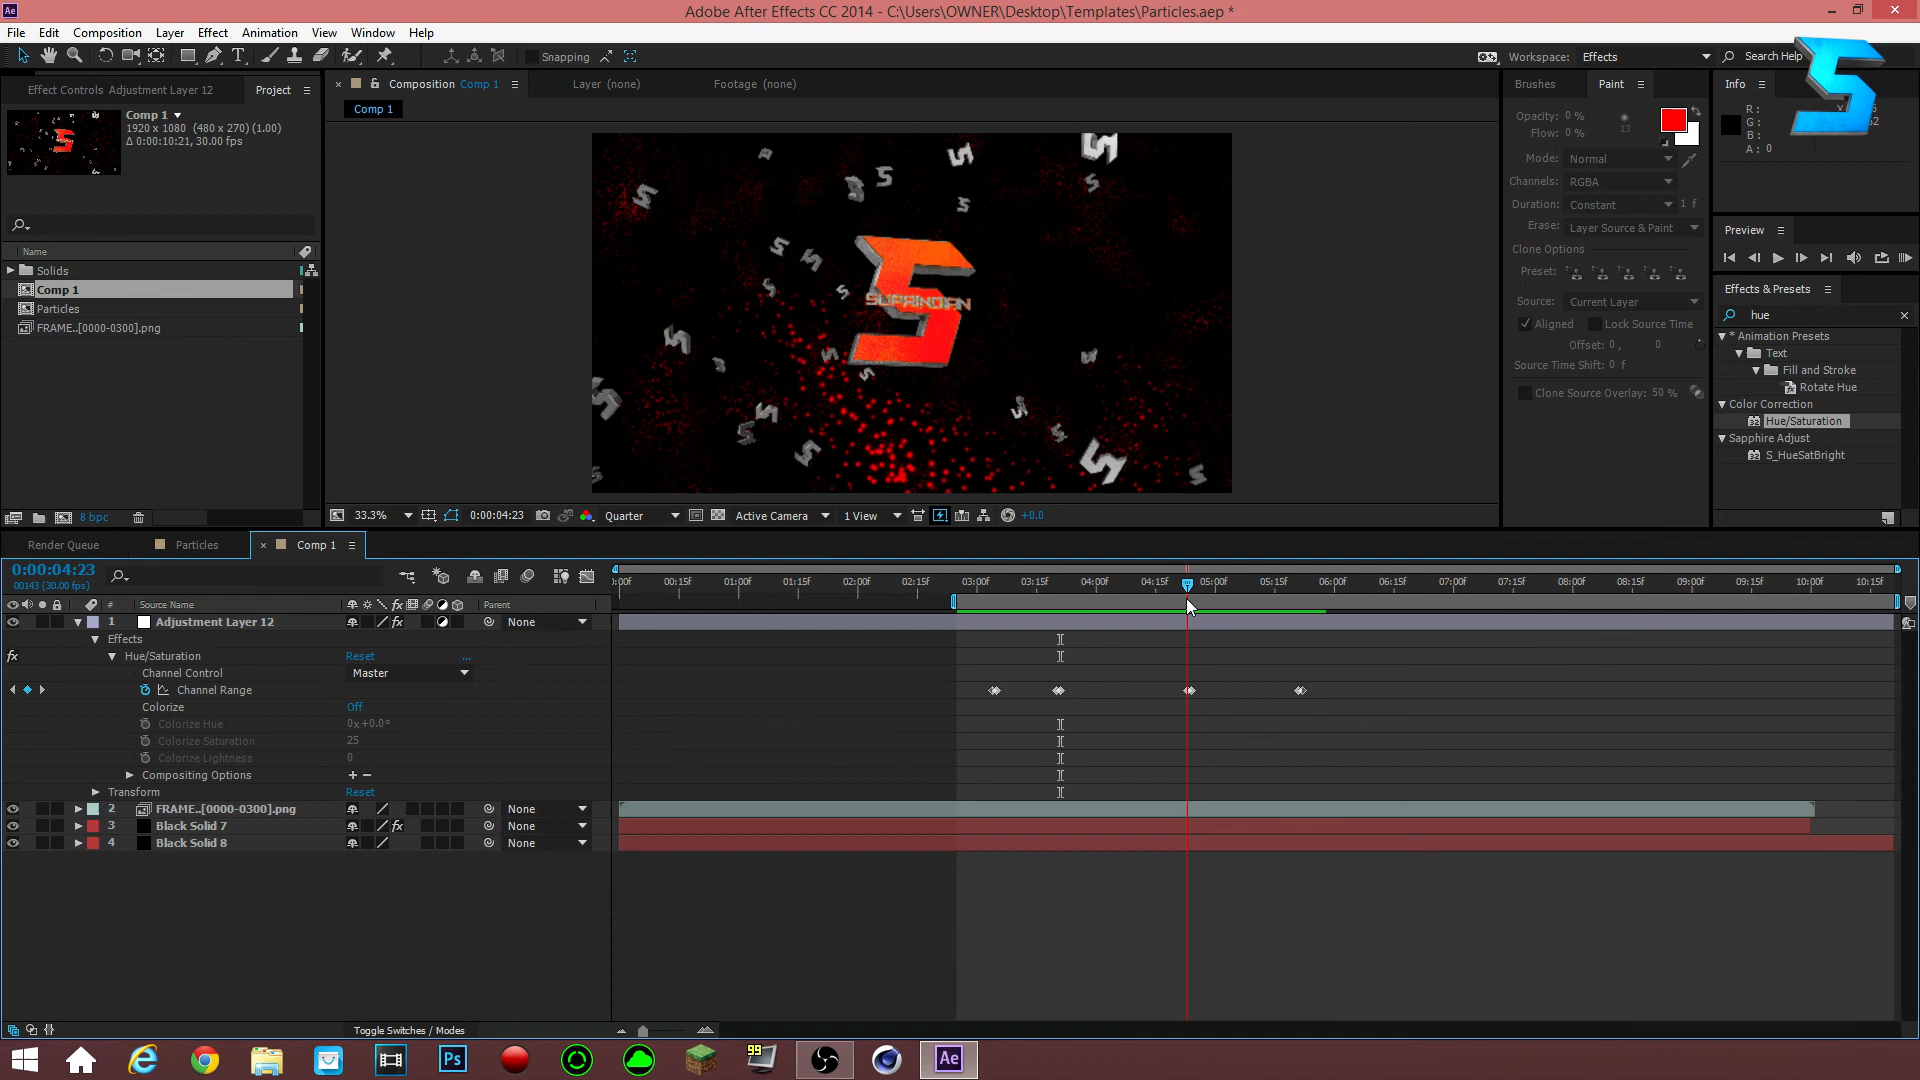 Adobe After Effects CC 2014 - C:\Users\OWNER\Desktop\Templates\Particles.aep *
File Edit Composition Layer Effect Animation View Window Help
Snapping
Workspace: Effects
Search Help
Effect Controls Adjustment Layer 12
Project
Comp 1
1920 x 1080 (480 x 270) (1.00)
Δ 0:00:10:21, 30.00 fps
Name
Solids
Comp 1
Particles
FRAME..[0000-0300].png
8 bpc
Composition Comp 1
Layer (none)
Footage (none)
Comp 1
33.3%
0:00:04:23
Quarter
Active Camera
1 View
+0.0
Brushes
Paint
Opacity: 0 %
Flow: 0 %
13
Mode: Normal
Channels: RGBA
Duration: Constant 1 f
Erase: Layer Source & Paint
Clone Options
Preset:
Source: Current Layer
Aligned
Lock Source Time
Offset: 0 , 0
Source Time Shift: 0 f
Clone Source Overlay: 50 %
Info
R:
G:
B:
A: 0
Preview
Effects & Presets
hue
* Animation Presets
Text
Fill and Stroke
Rotate Hue
Color Correction
Hue/Saturation
Sapphire Adjust
S_HueSatBright
Render Queue
Particles
Comp 1
0:00:04:23
00143 (30.00 fps)
:00f 00:15f 01:00f 01:15f 02:00f 02:15f 03:00f 03:15f 04:00f 04:15f 05:00f 05:15f 06:00f 06:15f 07:00f 07:15f 08:00f 08:15f 09:00f 09:15f 10:00f 10:15f
# Source Name
Parent
1 Adjustment Layer 12 None
Effects
Hue/Saturation Reset ...
Channel Control Master
Channel Range
Colorize Off
Colorize Hue 0x+0.0°
Colorize Saturation 25
Colorize Lightness 0
Compositing Options + −
Transform Reset
2 FRAME..[0000-0300].png None
3 Black Solid 7 None
4 Black Solid 8 None
Toggle Switches / Modes
Ps
99
Ae